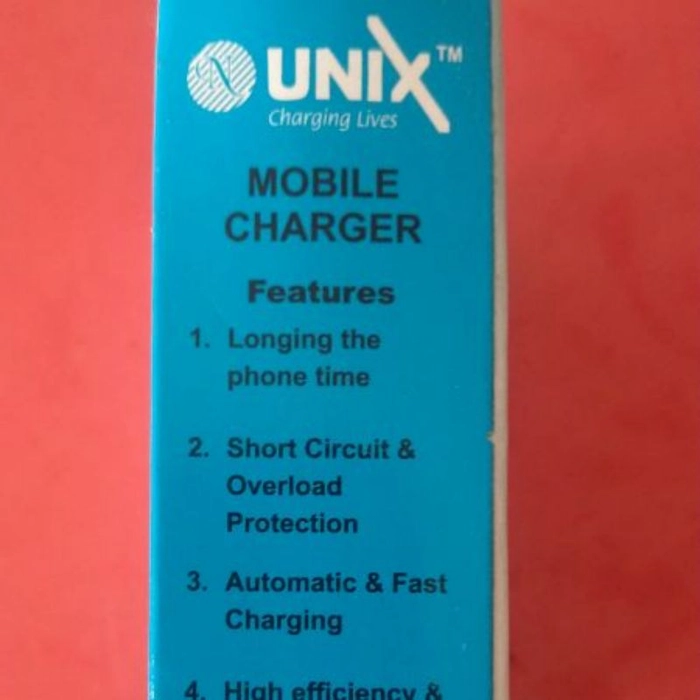 UNIX™
Charging Lives
MOBILE
CHARGER
Features
1. Longing the
phone time
2. Short Circuit &
Overload
Protection
3. Automatic & Fast
Charging
4. High efficiency &